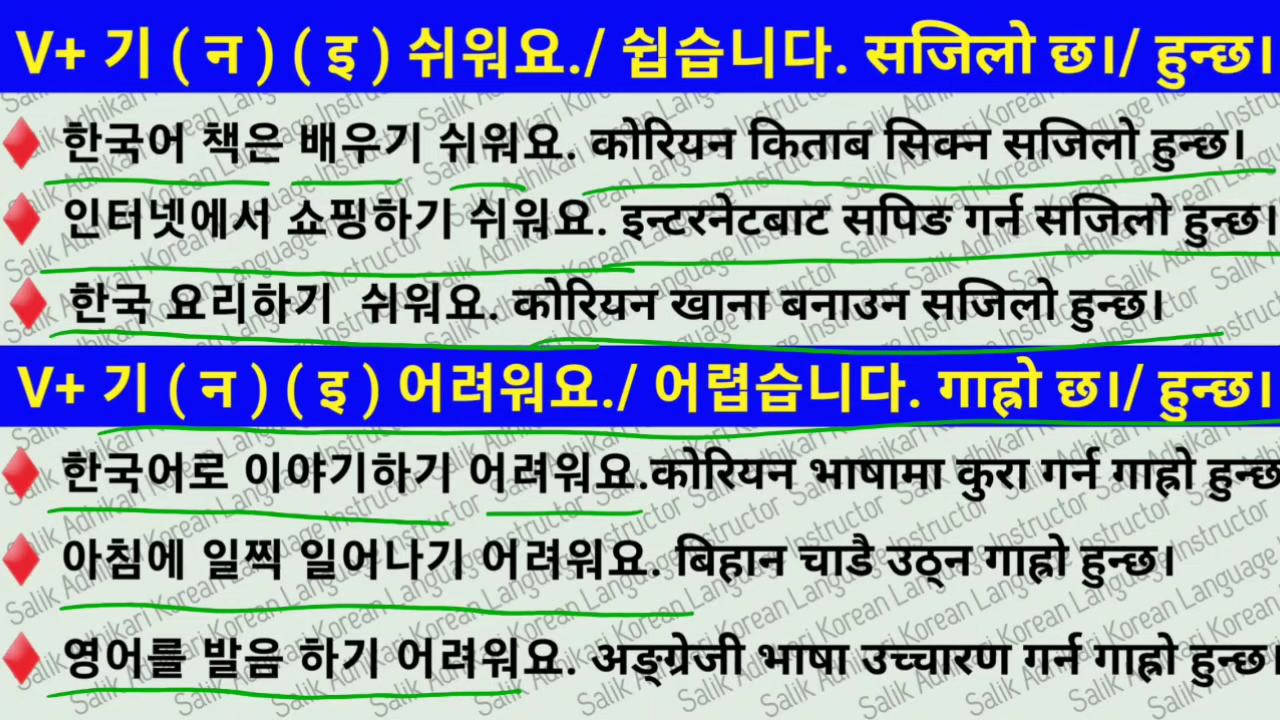 V+ 기 ( न ) ( इ ) 쉬워요./ 쉽습니다. सजिलो छ।/ हुन्छ।
한국어 책은 배우기 쉬워요. कोरियन किताब सिक्न सजिलो हुन्छ।
인터넷에서 쇼핑하기 쉬워요. इन्टरनेटबाट सपिङ गर्न सजिलो हुन्छ।
한국 요리하기 쉬워요. कोरियन खाना बनाउन सजिलो हुन्छ।
V+ 기 ( न ) ( इ ) 어려워요./ 어렵습니다. गाह्रो छ।/ हुन्छ।
한국어로 이야기하기 어려워요.कोरियन भाषामा कुरा गर्न गाह्रो हुन्छ
아침에 일찍 일어나기 어려워요. बिहान चाडै उठ्न गाह्रो हुन्छ।
영어를 발음 하기 어려워요. अङ्ग्रेजी भाषा उच्चारण गर्न गाह्रो हुन्छ।
Salik Adhikari Korean Language Instructor